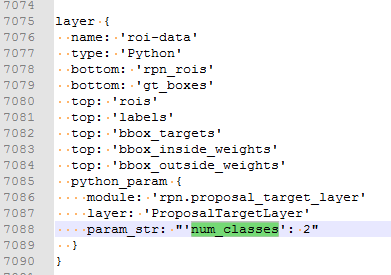 7074
7075 layer {
7076   name: 'roi-data'
7077   type: 'Python'
7078   bottom: 'rpn_rois'
7079   bottom: 'gt_boxes'
7080   top: 'rois'
7081   top: 'labels'
7082   top: 'bbox_targets'
7083   top: 'bbox_inside_weights'
7084   top: 'bbox_outside_weights'
7085   python_param {
7086     module: 'rpn.proposal_target_layer'
7087     layer: 'ProposalTargetLayer'
7088     param_str: "'num_classes': 2"
7089   }
7090 }